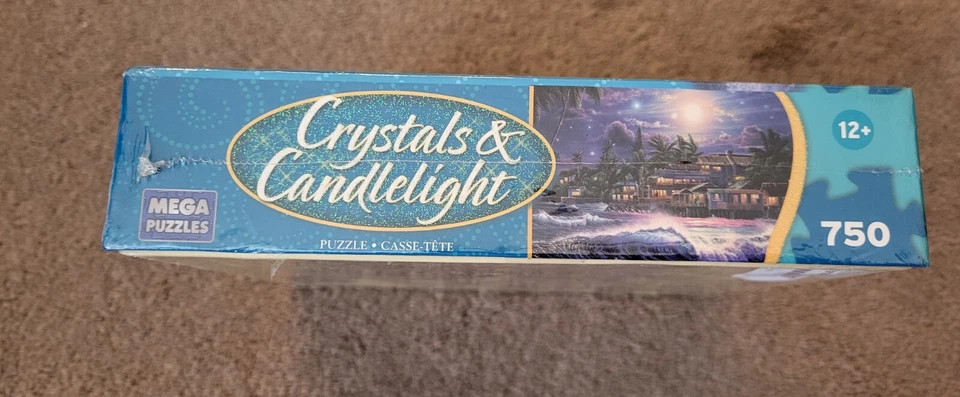 Crystals &
Candlelight
MEGA
PUZZLES
PUZZLE • CASSE-TÊTE
12+
750